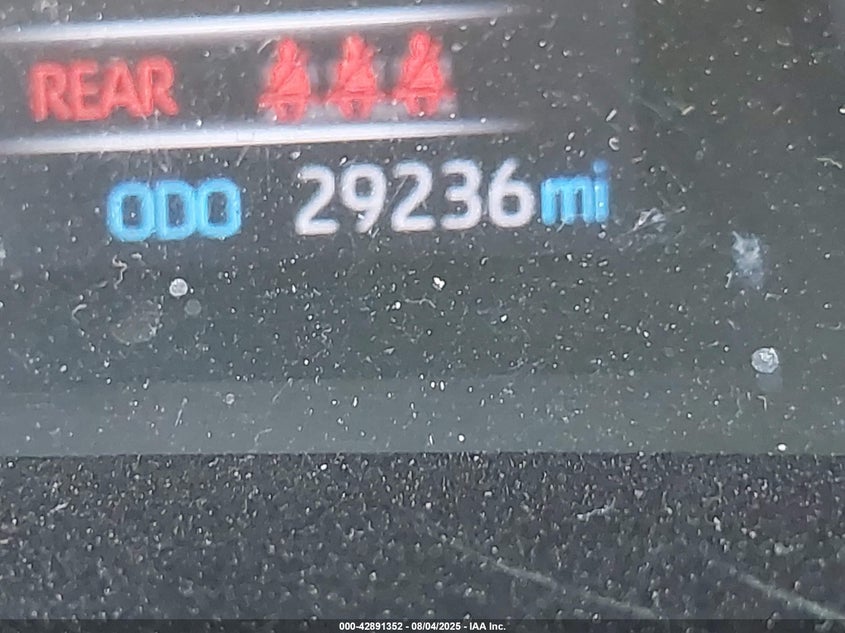 REAR
ODO 29236mi
000-42891352 - 08/04/2025 - IAA Inc.